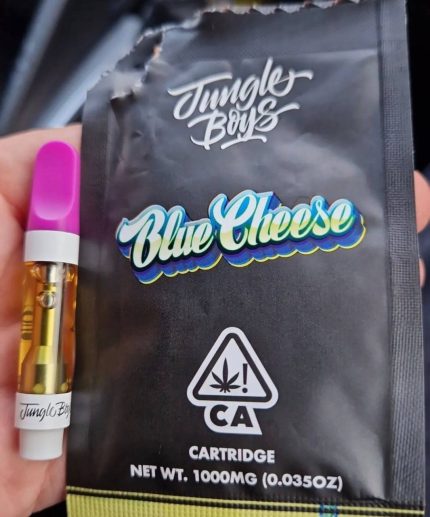 Jungle
Boys
Blue Cheese
!
CA
CARTRIDGE
NET WT. 1000MG (0.035OZ)
Jungle Boys